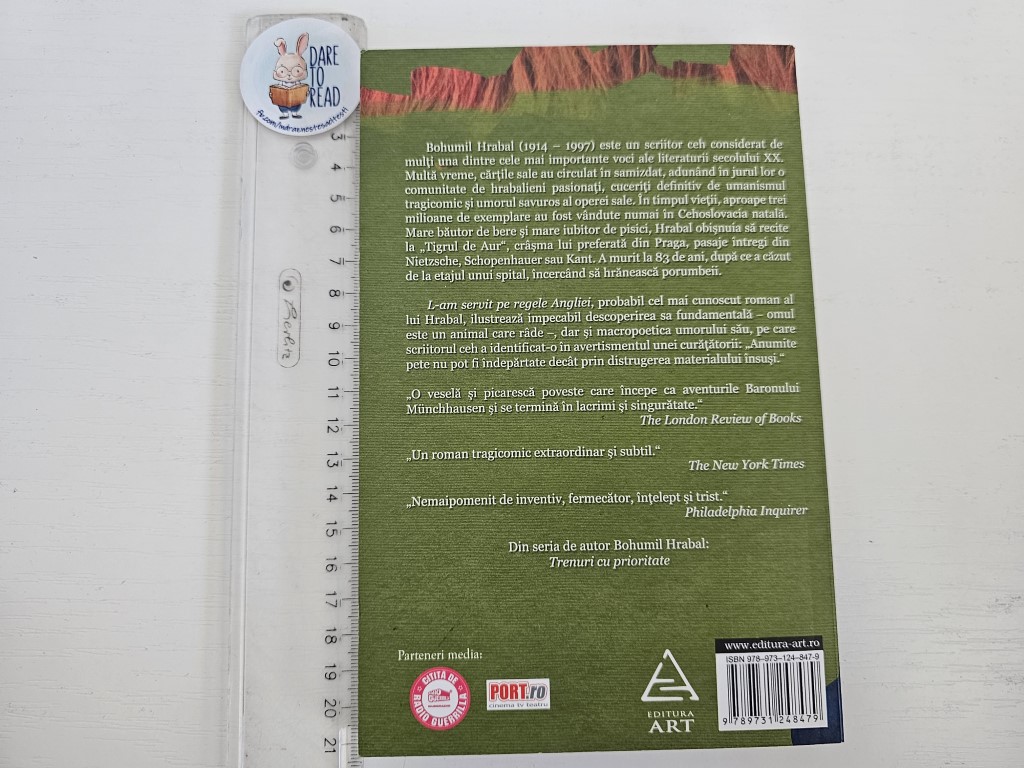 DARE
TO
READ
3
4
5
6
7
8
9
10
11
12
13
14
15
16
17
18
19
20
21
Berlitz
Bohumil Hrabal (1914 – 1997) este un scriitor ceh considerat de
mulți una dintre cele mai importante voci ale literaturii secolului XX.
Multă vreme, cărțile sale au circulat în samizdat, adunând în jurul lor o
comunitate de hrabalieni pasionați, cuceriți definitiv de umanismul
tragicomic și umorul savuros al operei sale. În timpul vieții, aproape trei
milioane de exemplare au fost vândute numai în Cehoslovacia natală.
Mare băutor de bere și mare iubitor de pisici, Hrabal obișnuia să recite
la „Tigrul de Aur“, crâșma lui preferată din Praga, pasaje întregi din
Nietzsche, Schopenhauer sau Kant. A murit la 83 de ani, după ce a căzut
de la etajul unui spital, încercând să hrănească porumbeii.
L-am servit pe regele Angliei, probabil cel mai cunoscut roman al
lui Hrabal, ilustrează impecabil descoperirea sa fundamentală – omul
este un animal care râde –, dar și macropoetica umorului său, pe care
scriitorul ceh a identificat-o în avertismentul unei curățătorii: „Anumite
pete nu pot fi îndepărtate decât prin distrugerea materialului însuși.“
„O veselă și picarescă poveste care începe ca aventurile Baronului
Münchhausen și se termină în lacrimi și singurătate.“
The London Review of Books
„Un roman tragicomic extraordinar și subtil.“
The New York Times
„Nemaipomenit de inventiv, fermecător, înțelept și trist.“
Philadelphia Inquirer
Din seria de autor Bohumil Hrabal:
Trenuri cu prioritate
Parteneri media:
CITITĂ DE
RADIO GUERRILLA
PORT.ro
cinema tv teatru
EDITURA
ART
www.editura-art.ro
ISBN 978-973-124-847-9
9 789731 248479